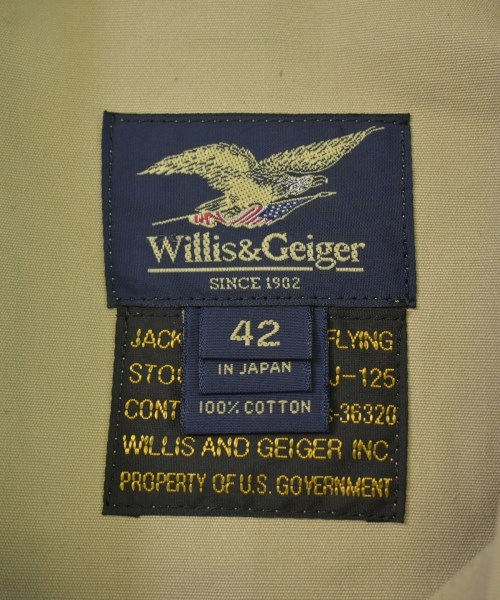 Willis&Geiger
SINCE 1902
42
IN JAPAN
100% COTTON
JACK FLYING
STO J-125
CONT -36320
WILLIS AND GEIGER INC.
PROPERTY OF U.S. GOVERNMENT